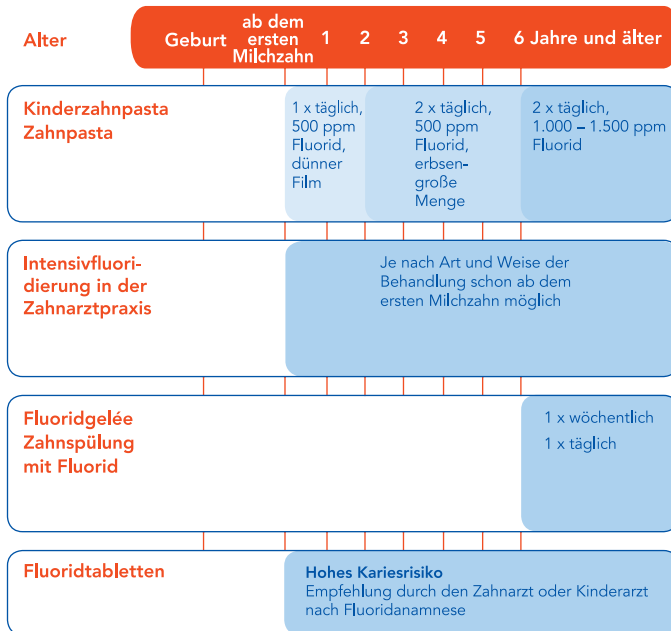 Alter
Geburt
ab dem
ersten
Milchzahn
1
2
3
4
5
6 Jahre und älter
Kinderzahnpasta
Zahnpasta
1 x täglich,
500 ppm
Fluorid,
dünner
Film
2 x täglich,
500 ppm
Fluorid,
erbsen-
große
Menge
2 x täglich,
1.000 – 1.500 ppm
Fluorid
Intensivfluori-
dierung in der
Zahnarztpraxis
Je nach Art und Weise der
Behandlung schon ab dem
ersten Milchzahn möglich
Fluoridgelée
Zahnspülung
mit Fluorid
1 x wöchentlich
1 x täglich
Fluoridtabletten
Hohes Kariesrisiko
Empfehlung durch den Zahnarzt oder Kinderarzt
nach Fluoridanamnese